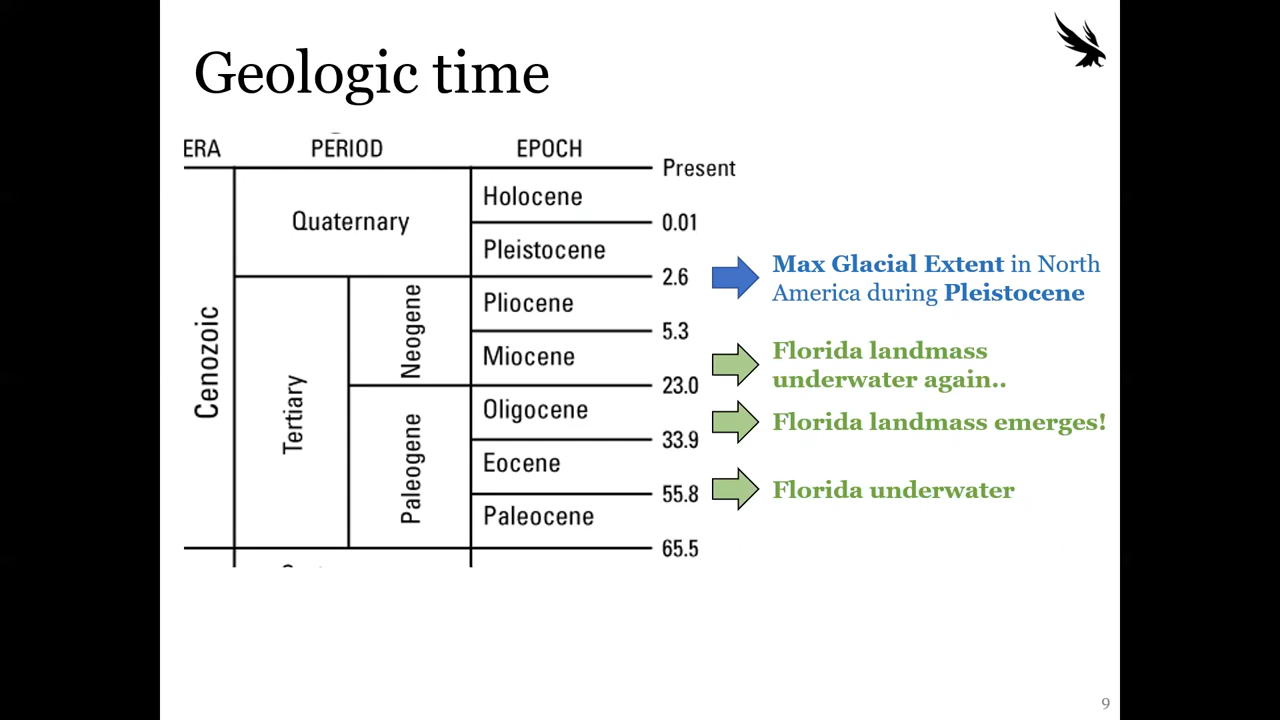 Geologic time
ERA PERIOD EPOCH
Present
Holocene
Quaternary
0.01
Pleistocene
2.6
Max Glacial Extent in North
America during Pleistocene
Pliocene
Neogene
5.3
Miocene
Florida landmass
underwater again..
23.0
Cenozoic
Tertiary
Oligocene
Florida landmass emerges!
33.9
Paleogene
Eocene
55.8
Florida underwater
Paleocene
65.5
9